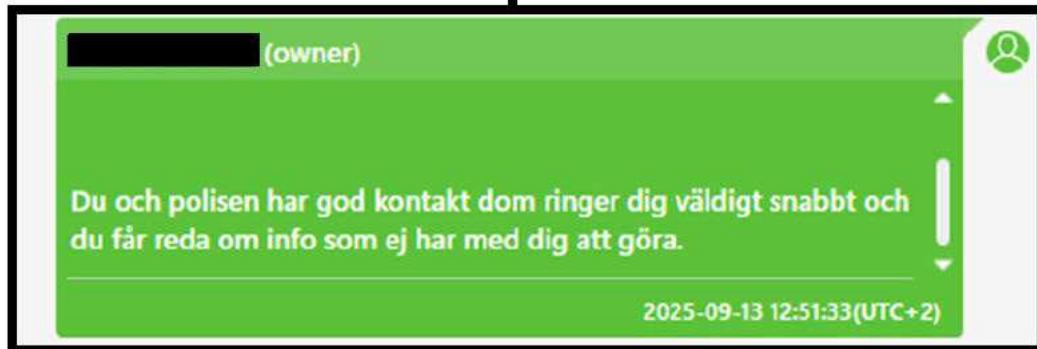 (owner)
Du och polisen har god kontakt dom ringer dig väldigt snabbt och
du får reda om info som ej har med dig att göra.
2025-09-13 12:51:33(UTC+2)